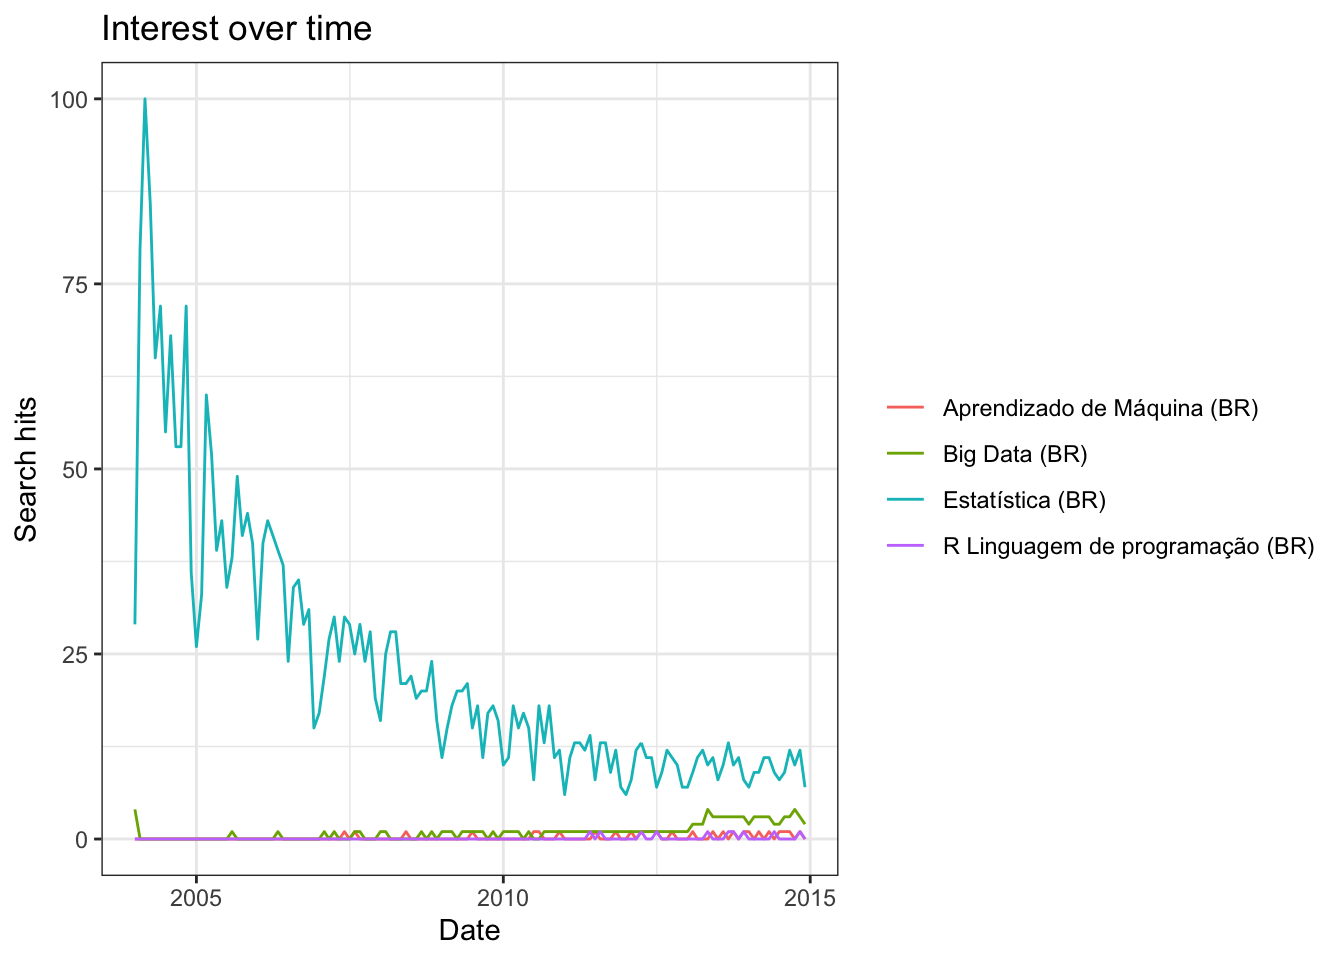 Interest over time
100
75
50
25
0
Search hits
2005
2010
2015
Date
Aprendizado de Máquina (BR)
Big Data (BR)
Estatística (BR)
R Linguagem de programação (BR)